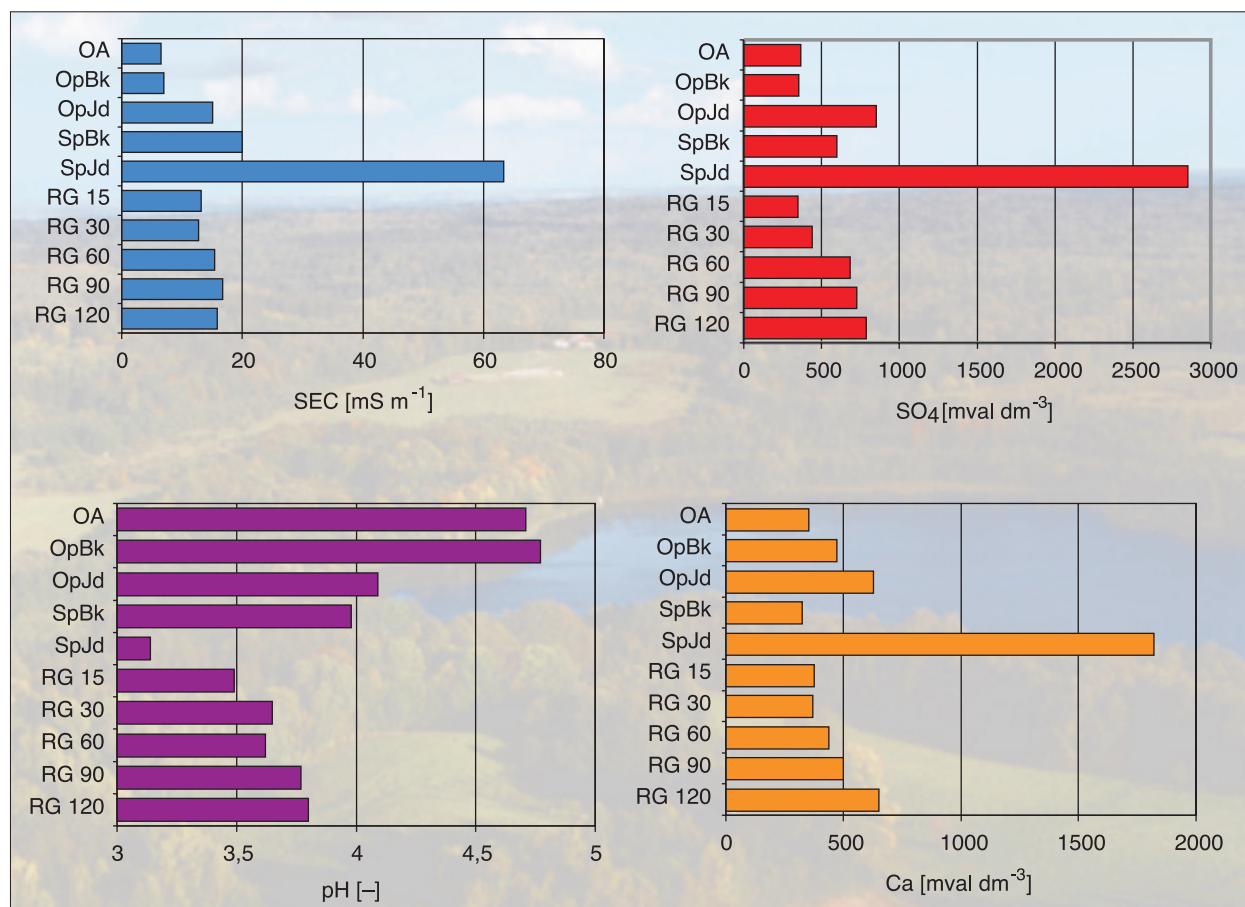 OA
OpBk
OpJd
SpBk
SpJd
RG 15
RG 30
RG 60
RG 90
RG 120
0 20 40 60 80
SEC [mS m⁻¹]
OA
OpBk
OpJd
SpBk
SpJd
RG 15
RG 30
RG 60
RG 90
RG 120
0 500 1000 1500 2000 2500 3000
SO₄ [mval dm⁻³]
OA
OpBk
OpJd
SpBk
SpJd
RG 15
RG 30
RG 60
RG 90
RG 120
3 3,5 4 4,5 5
pH [–]
OA
OpBk
OpJd
SpBk
SpJd
RG 15
RG 30
RG 60
RG 90
RG 120
0 500 1000 1500 2000
Ca [mval dm⁻³]